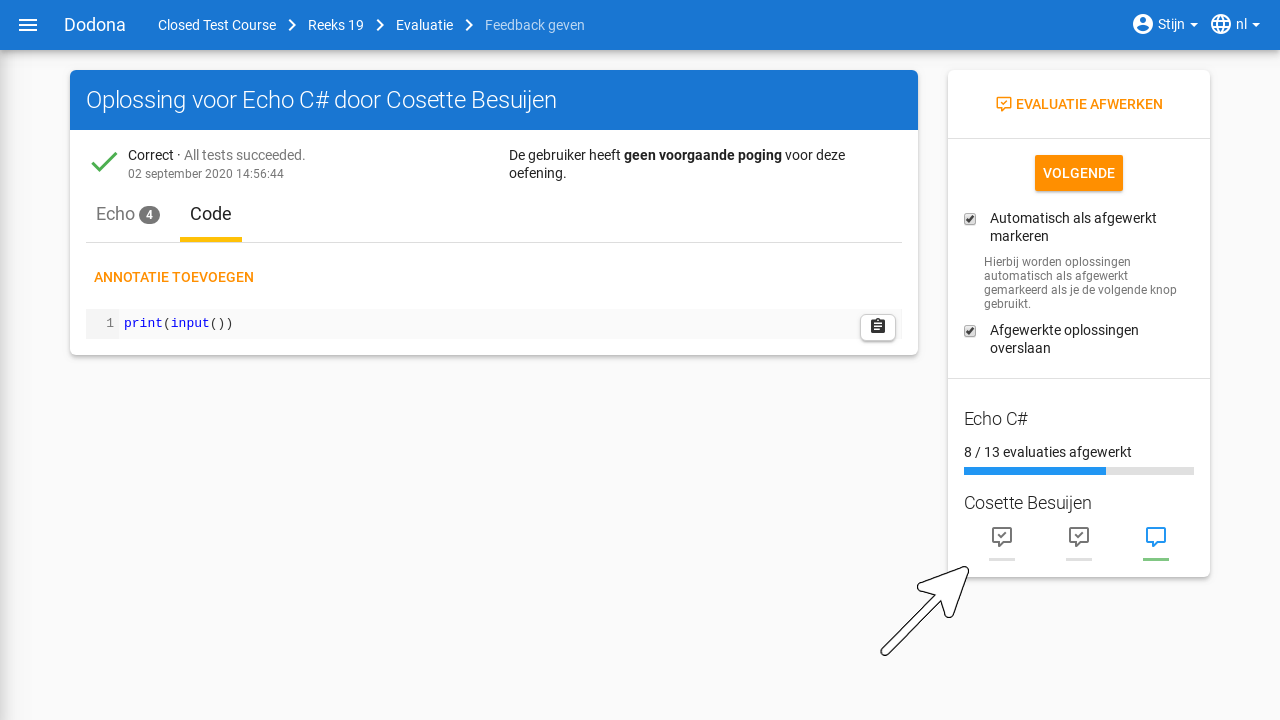 Dodona
Closed Test Course
Reeks 19
Evaluatie
Feedback geven
Stijn
nl
Oplossing voor Echo C# door Cosette Besuijen
Correct · All tests succeeded.
02 september 2020 14:56:44
De gebruiker heeft geen voorgaande poging voor deze
oefening.
Echo 4
Code
ANNOTATIE TOEVOEGEN
1 print(input())
EVALUATIE AFWERKEN
VOLGENDE
Automatisch als afgewerkt
markeren
Hierbij worden oplossingen
automatisch als afgewerkt
gemarkeerd als je de volgende knop
gebruikt.
Afgewerkte oplossingen
overslaan
Echo C#
8 / 13 evaluaties afgewerkt
Cosette Besuijen